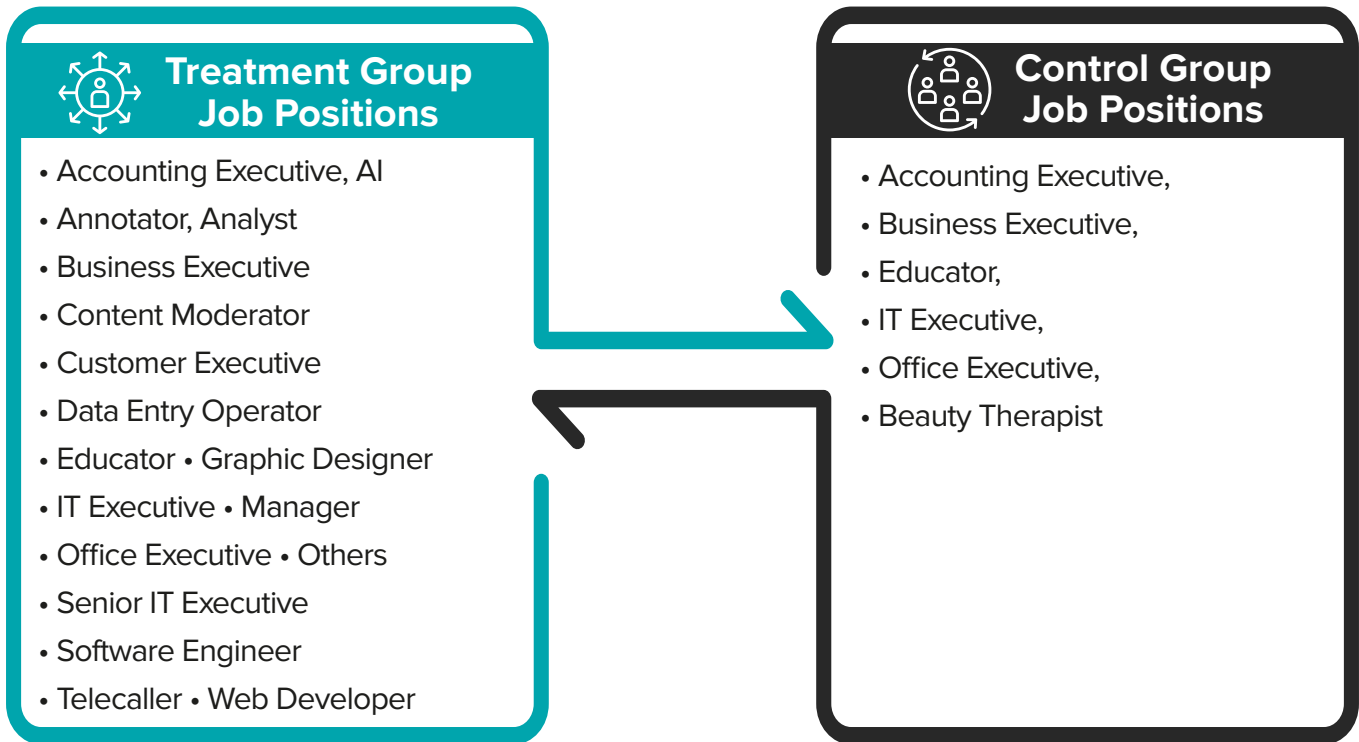 Treatment Group
Job Positions
• Accounting Executive, AI
• Annotator, Analyst
• Business Executive
• Content Moderator
• Customer Executive
• Data Entry Operator
• Educator • Graphic Designer
• IT Executive • Manager
• Office Executive • Others
• Senior IT Executive
• Software Engineer
• Telecaller • Web Developer
Control Group
Job Positions
• Accounting Executive,
• Business Executive,
• Educator,
• IT Executive,
• Office Executive,
• Beauty Therapist